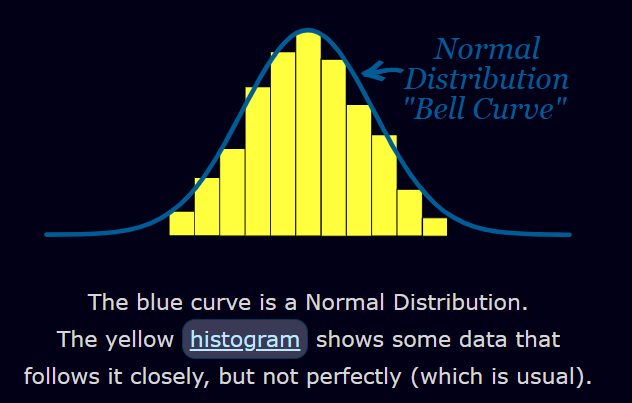 Normal
Distribution
"Bell Curve"
The blue curve is a Normal Distribution.
The yellow histogram shows some data that
follows it closely, but not perfectly (which is usual).